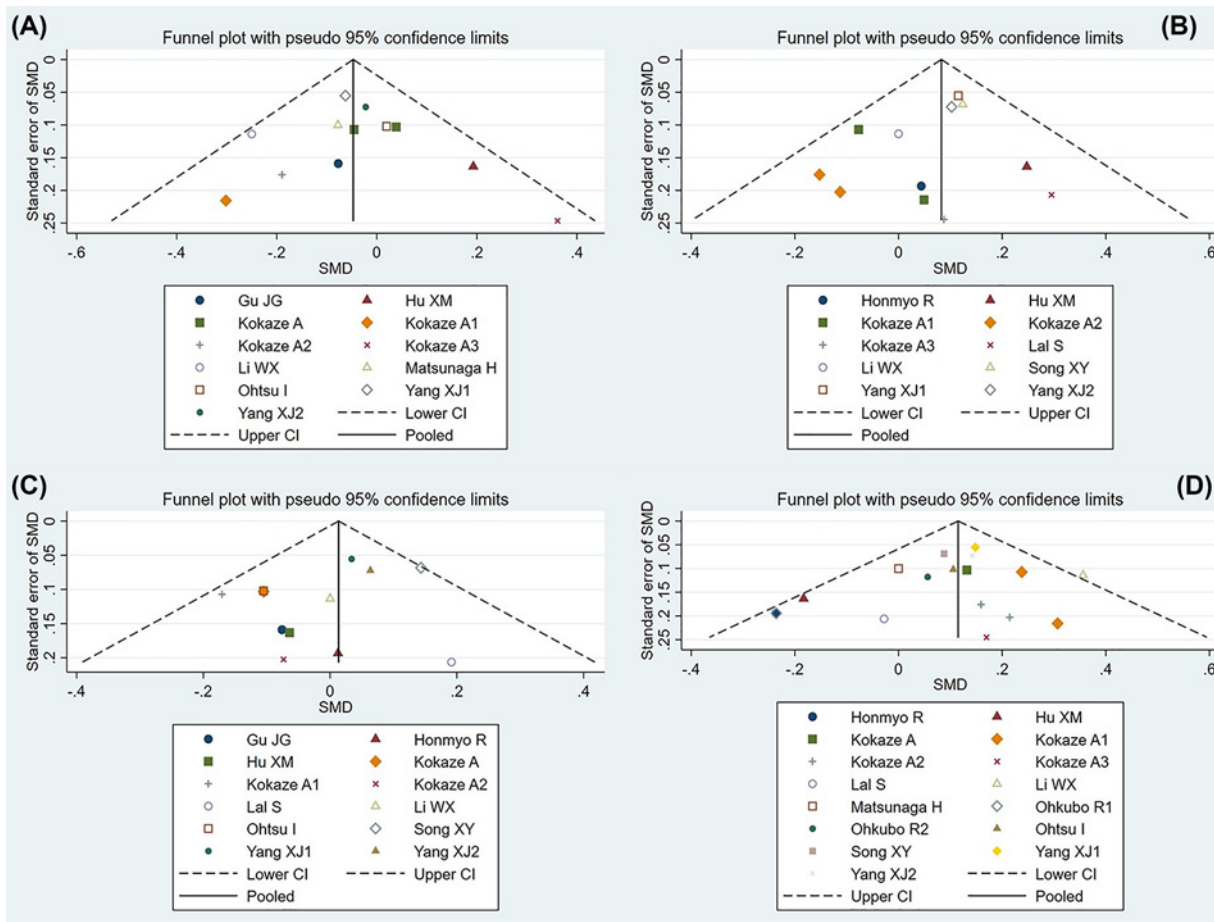 (A)
Funnel plot with pseudo 95% confidence limits
Standard error of SMD
0
.05
.1
.15
.2
.25
-.6 -.4 -.2 0 .2 .4
SMD
Gu JG Hu XM
Kokaze A Kokaze A1
Kokaze A2 Kokaze A3
Li WX Matsunaga H
Ohtsu I Yang XJ1
Yang XJ2 Lower CI
Upper CI Pooled
(B)
Funnel plot with pseudo 95% confidence limits
Standard error of SMD
0
.05
.1
.15
.2
.25
-.4 -.2 0 .2 .4 .6
SMD
Honmyo R Hu XM
Kokaze A1 Kokaze A2
Kokaze A3 Lal S
Li WX Song XY
Yang XJ1 Yang XJ2
Lower CI Upper CI
Pooled
(C)
Funnel plot with pseudo 95% confidence limits
Standard error of SMD
0
.05
.1
.15
.2
-.4 -.2 0 .2 .4
SMD
Gu JG Honmyo R
Hu XM Kokaze A
Kokaze A1 Kokaze A2
Lal S Li WX
Ohtsu I Song XY
Yang XJ1 Yang XJ2
Lower CI Upper CI
Pooled
(D)
Funnel plot with pseudo 95% confidence limits
Standard error of SMD
0
.05
.1
.15
.2
.25
-.4 -.2 0 .2 .4 .6
SMD
Honmyo R Hu XM
Kokaze A Kokaze A1
Kokaze A2 Kokaze A3
Lal S Li WX
Matsunaga H Ohkubo R1
Ohkubo R2 Ohtsu I
Song XY Yang XJ1
Yang XJ2 Lower CI
Upper CI Pooled